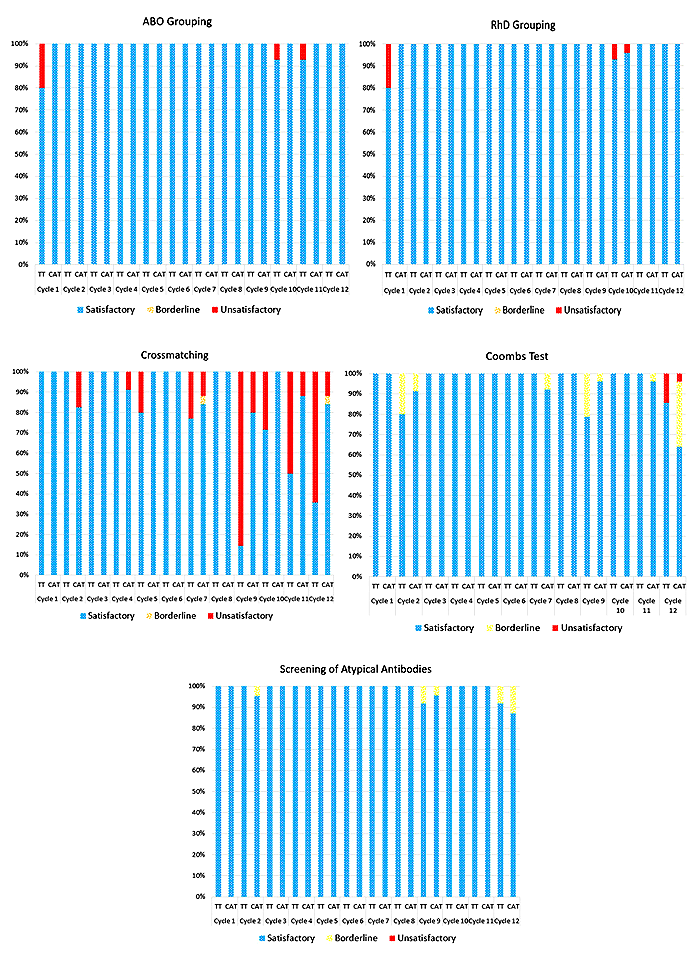 ABO Grouping
100%
90%
80%
70%
60%
50%
40%
30%
20%
10%
0%
TT CAT TT CAT TT CAT TT CAT TT CAT TT CAT TT CAT TT CAT TT CAT TT CAT TT CAT TT CAT
Cycle 1 Cycle 2 Cycle 3 Cycle 4 Cycle 5 Cycle 6 Cycle 7 Cycle 8 Cycle 9 Cycle 10 Cycle 11 Cycle 12
Satisfactory Borderline Unsatisfactory
RhD Grouping
100%
90%
80%
70%
60%
50%
40%
30%
20%
10%
0%
TT CAT TT CAT TT CAT TT CAT TT CAT TT CAT TT CAT TT CAT TT CAT TT CAT TT CAT TT CAT
Cycle 1 Cycle 2 Cycle 3 Cycle 4 Cycle 5 Cycle 6 Cycle 7 Cycle 8 Cycle 9 Cycle 10 Cycle 11 Cycle 12
Satisfactory Borderline Unsatisfactory
Crossmatching
100%
90%
80%
70%
60%
50%
40%
30%
20%
10%
0%
TT CAT TT CAT TT CAT TT CAT TT CAT TT CAT TT CAT TT CAT TT CAT TT CAT TT CAT TT CAT
Cycle 1 Cycle 2 Cycle 3 Cycle 4 Cycle 5 Cycle 6 Cycle 7 Cycle 8 Cycle 9 Cycle 10 Cycle 11 Cycle 12
Satisfactory Borderline Unsatisfactory
Coombs Test
100%
90%
80%
70%
60%
50%
40%
30%
20%
10%
0%
TT CAT TT CAT TT CAT TT CAT TT CAT TT CAT TT CAT TT CAT TT CAT TT CAT TT CAT TT CAT
Cycle 1 Cycle 2 Cycle 3 Cycle 4 Cycle 5 Cycle 6 Cycle 7 Cycle 8 Cycle 9 Cycle Cycle Cycle
10 11 12
Satisfactory Borderline Unsatisfactory
Screening of Atypical Antibodies
100%
90%
80%
70%
60%
50%
40%
30%
20%
10%
0%
TT CAT TT CAT TT CAT TT CAT TT CAT TT CAT TT CAT TT CAT TT CAT TT CAT TT CAT TT CAT
Cycle 1 Cycle 2 Cycle 3 Cycle 4 Cycle 5 Cycle 6 Cycle 7 Cycle 8 Cycle 9 Cycle 10 Cycle 11 Cycle 12
Satisfactory Borderline Unsatisfactory